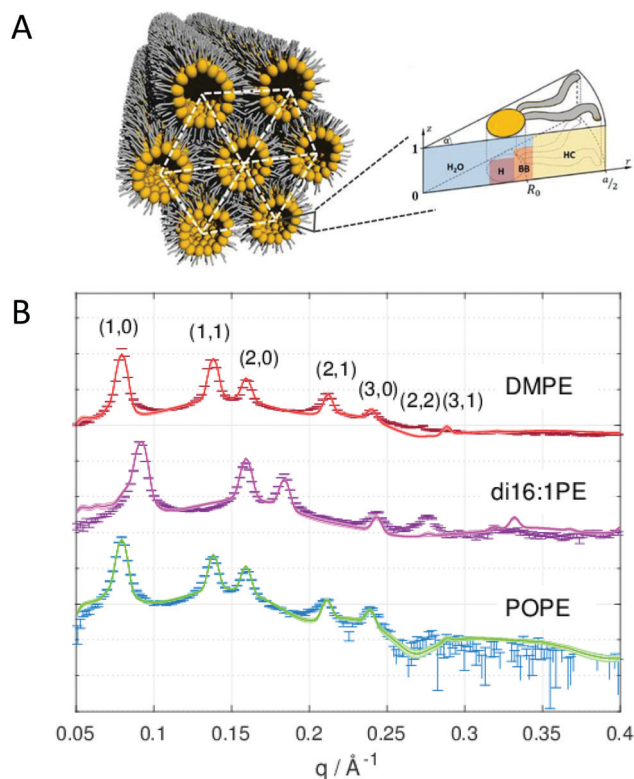 A
z
α
1
H₂O
H
BB
HC
r
0
R₀
a/2
B
(1,0)
(1,1)
(2,0)
(2,1)
(3,0)
(2,2)(3,1)
DMPE
di16:1PE
POPE
0.05 0.1 0.15 0.2 0.25 0.3 0.35 0.4
q / Å⁻¹